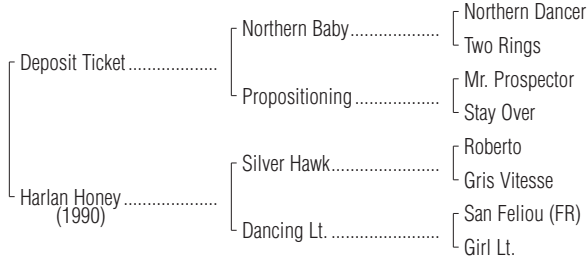 Northern Dancer
Northern Baby....................
Two Rings
Deposit Ticket...................
Mr. Prospector
Propositioning...................
Stay Over
Roberto
Silver Hawk.......................
Gris Vitesse
Harlan Honey....................
(1990)
San Feliou (FR)
Dancing Lt. .......................
Girl Lt.